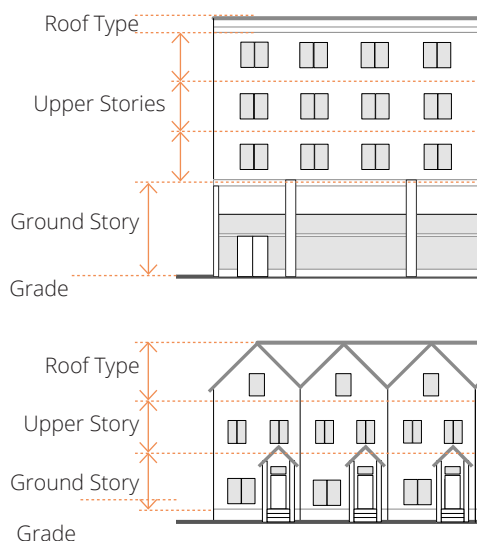 Roof Type
Upper Stories
Ground Story
Grade
Roof Type
Upper Story
Ground Story
Grade